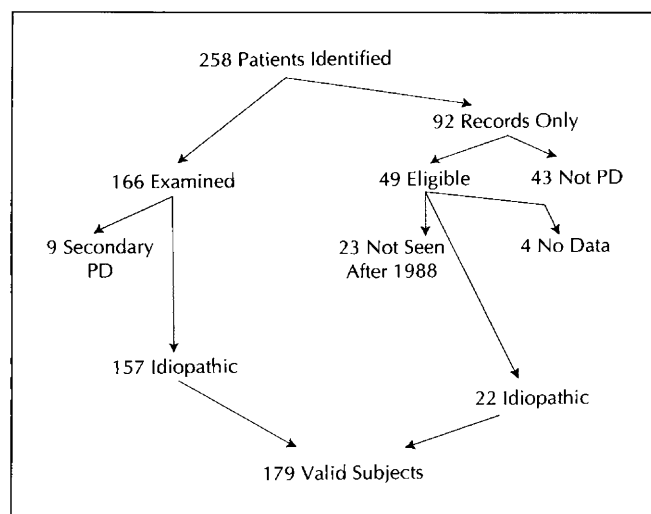 258 Patients Identified
92 Records Only
166 Examined
49 Eligible
43 Not PD
9 Secondary
PD
23 Not Seen
After 1988
4 No Data
157 Idiopathic
22 Idiopathic
179 Valid Subjects